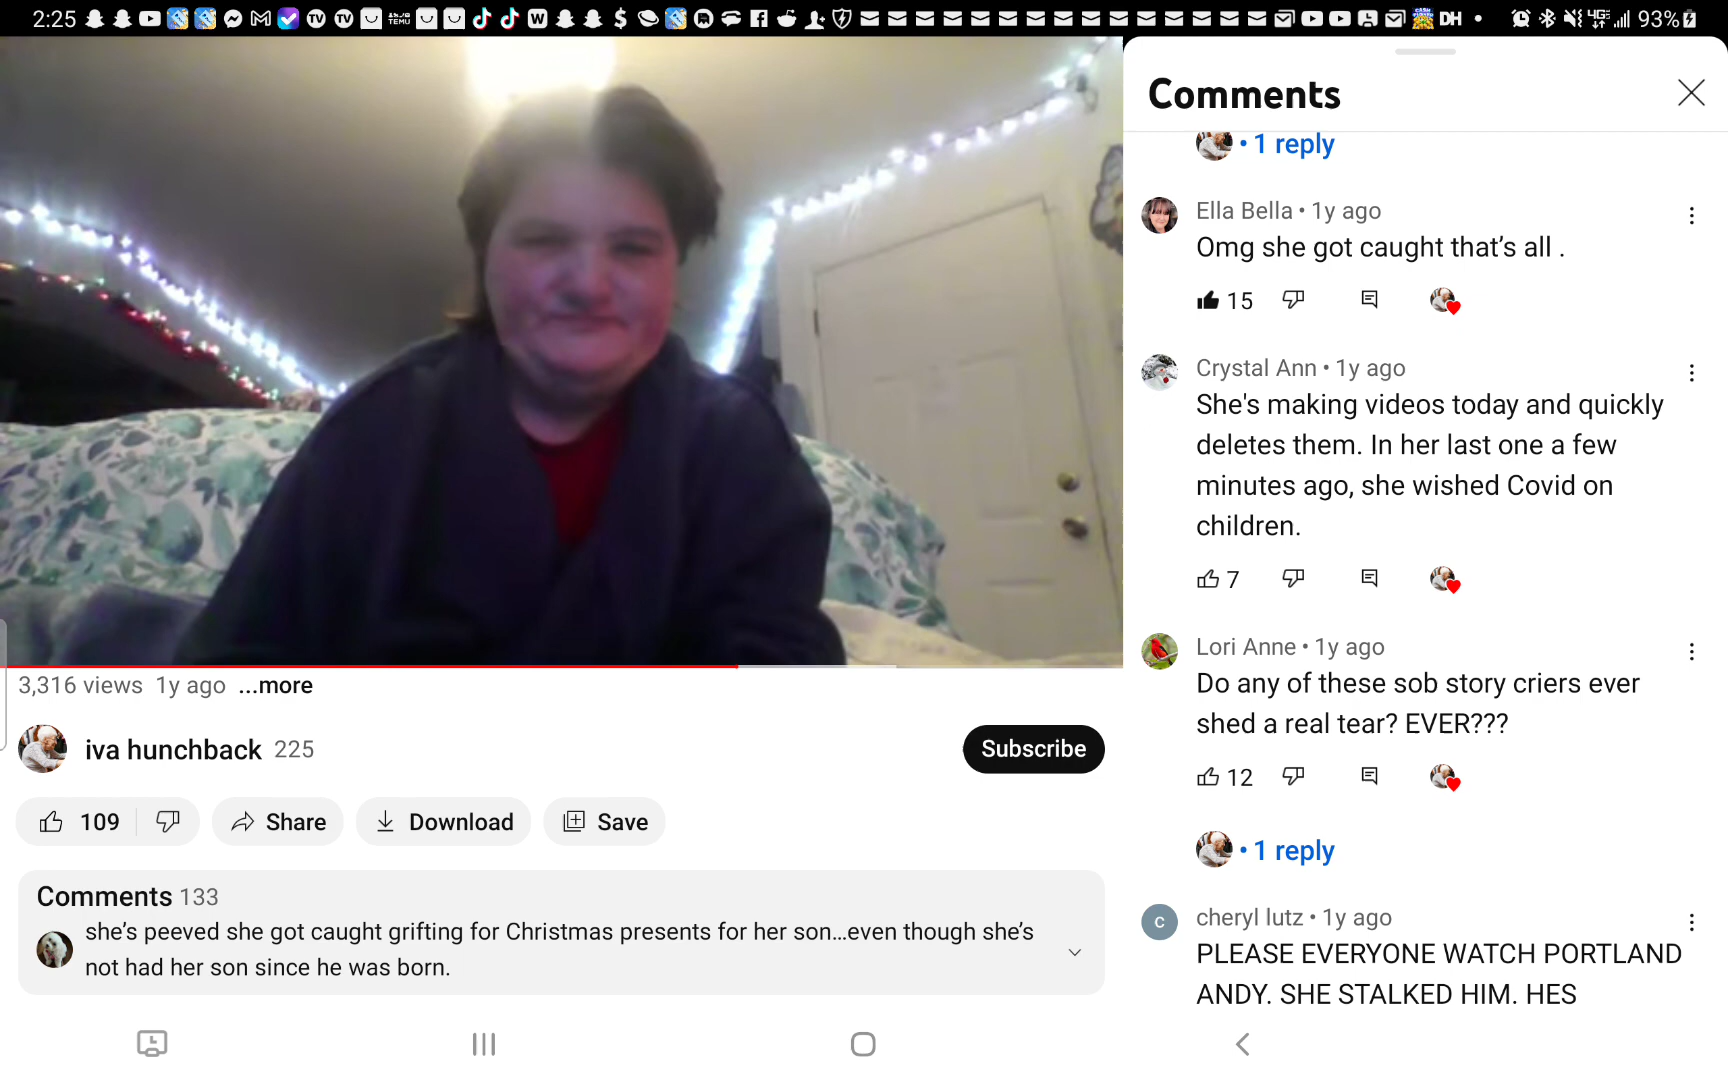 2:25
4G
93%
DH
TEMU
Comments
• 1 reply
Ella Bella • 1y ago
Omg she got caught that’s all .
15
Crystal Ann • 1y ago
She's making videos today and quickly
deletes them. In her last one a few
minutes ago, she wished Covid on
children.
7
Lori Anne • 1y ago
Do any of these sob story criers ever
shed a real tear? EVER???
12
• 1 reply
C
cheryl lutz • 1y ago
PLEASE EVERYONE WATCH PORTLAND
ANDY. SHE STALKED HIM. HES
3,316 views 1y ago ...more
iva hunchback 225
Subscribe
109
Share
Download
Save
Comments 133
she’s peeved she got caught grifting for Christmas presents for her son...even though she’s
not had her son since he was born.